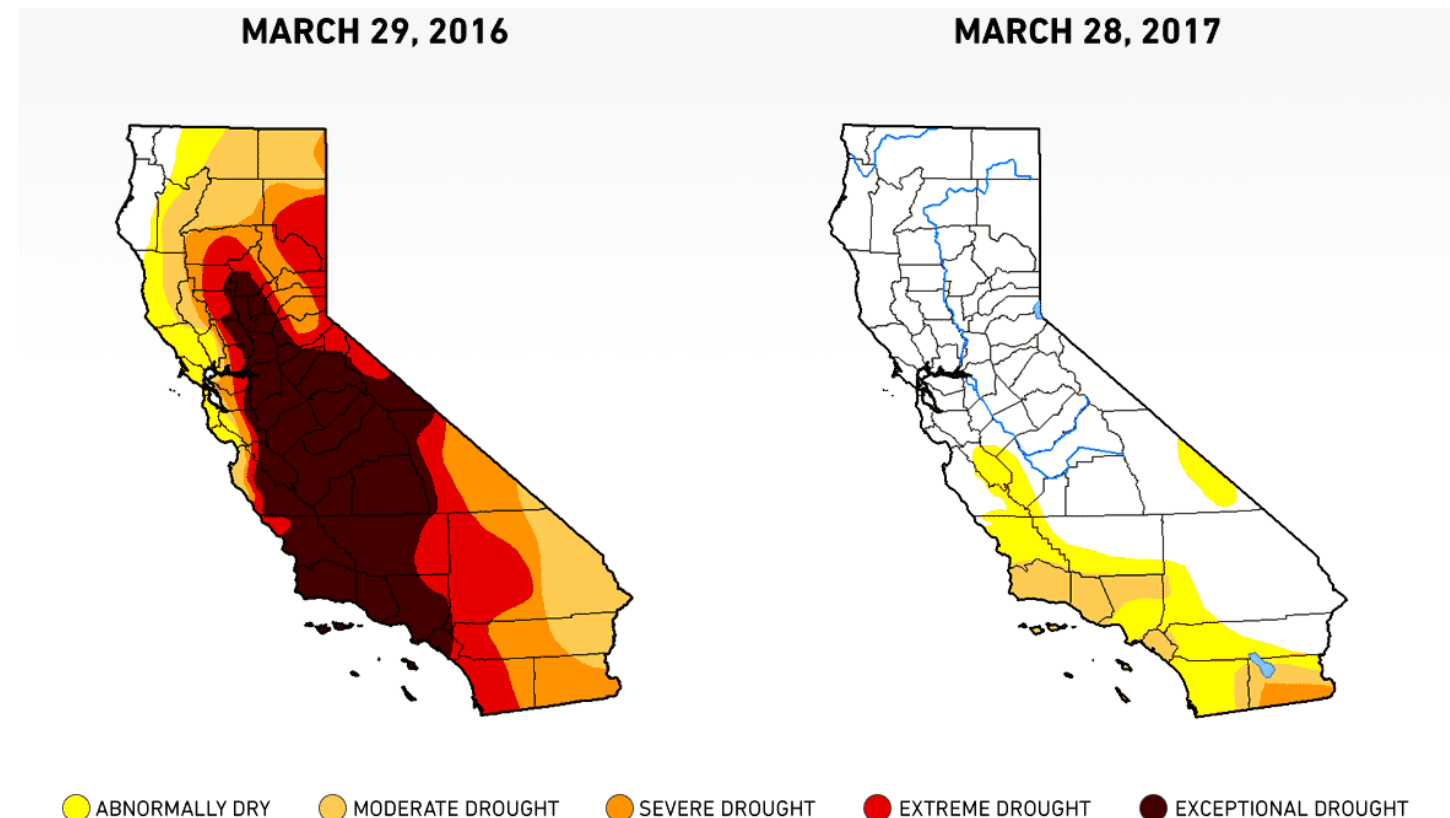 MARCH 29, 2016
MARCH 28, 2017
ABNORMALLY DRY
MODERATE DROUGHT
SEVERE DROUGHT
EXTREME DROUGHT
EXCEPTIONAL DROUGHT